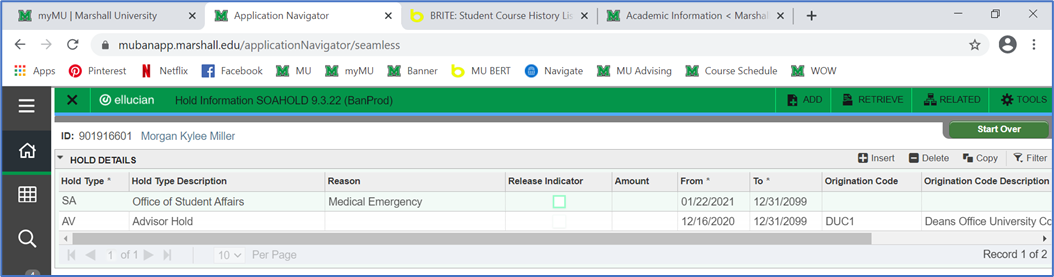 myMU | Marshall University
Application Navigator
BRITE: Student Course History Lis
Academic Information < Marshal
mubanapp.marshall.edu/applicationNavigator/seamless
Apps Pinterest Netflix Facebook MU myMU Banner MU BERT Navigate MU Advising Course Schedule WOW
ellucian Hold Information SOAHOLD 9.3.22 (BanProd) ADD RETRIEVE RELATED TOOLS
ID: 901916601 Morgan Kylee Miller Start Over
HOLD DETAILS Insert Delete Copy Filter
Hold Type * Hold Type Description Reason Release Indicator Amount From * To * Origination Code Origination Code Description
SA Office of Student Affairs Medical Emergency 01/22/2021 12/31/2099
AV Advisor Hold 12/16/2020 12/31/2099 DUC1 Deans Office University Co
1 of 1 10 Per Page Record 1 of 2